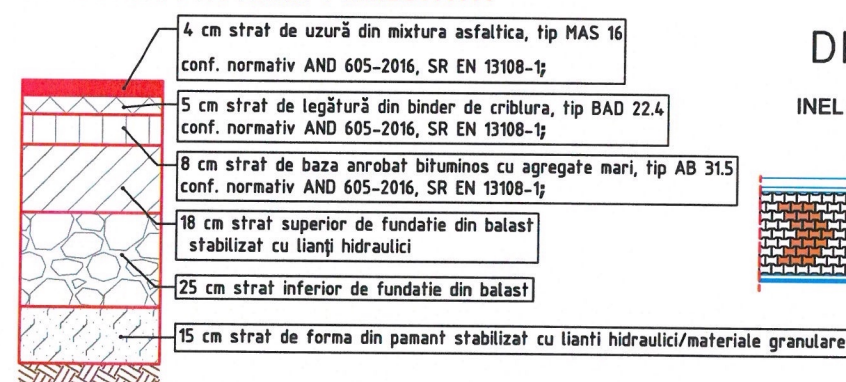 4 cm strat de uzură din mixtura asfaltica, tip MAS 16
conf. normativ AND 605-2016, SR EN 13108-1;
5 cm strat de legătură din binder de criblura, tip BAD 22.4
conf. normativ AND 605-2016, SR EN 13108-1;
8 cm strat de baza anrobat bituminos cu agregate mari, tip AB 31.5
conf. normativ AND 605-2016, SR EN 13108-1;
18 cm strat superior de fundatie din balast
stabilizat cu lianți hidraulici
25 cm strat inferior de fundatie din balast
15 cm strat de forma din pamant stabilizat cu lianti hidraulici/materiale granulare
INEL